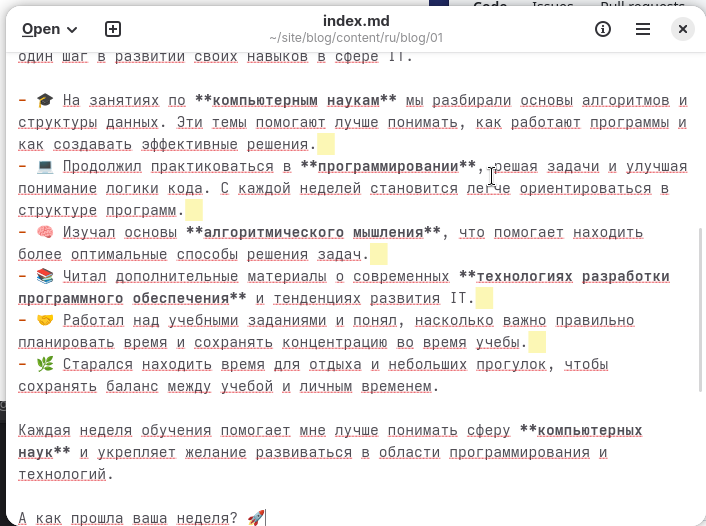 Code Issues Pull requests
Open
index.md
~/site/blog/content/ru/blog/01
один шаг в развитии своих навыков в сфере IT.
- 🎓 На занятиях по **компьютерным наукам** мы разбирали основы алгоритмов и
структуры данных. Эти темы помогают лучше понимать, как работают программы и
как создавать эффективные решения.
- 💻 Продолжил практиковаться в **программировании**, решая задачи и улучшая
понимание логики кода. С каждой неделей становится легче ориентироваться в
структуре программ.
- 🧠 Изучал основы **алгоритмического мышления**, что помогает находить
более оптимальные способы решения задач.
- 📚 Читал дополнительные материалы о современных **технологиях разработки
программного обеспечения** и тенденциях развития IT.
- 🤝 Работал над учебными заданиями и понял, насколько важно правильно
планировать время и сохранять концентрацию во время учебы.
- 🌿 Старался находить время для отдыха и небольших прогулок, чтобы
сохранять баланс между учебой и личным временем.
Каждая неделя обучения помогает мне лучше понимать сферу **компьютерных
наук** и укрепляет желание развиваться в области программирования и
технологий.
А как прошла ваша неделя? 🚀